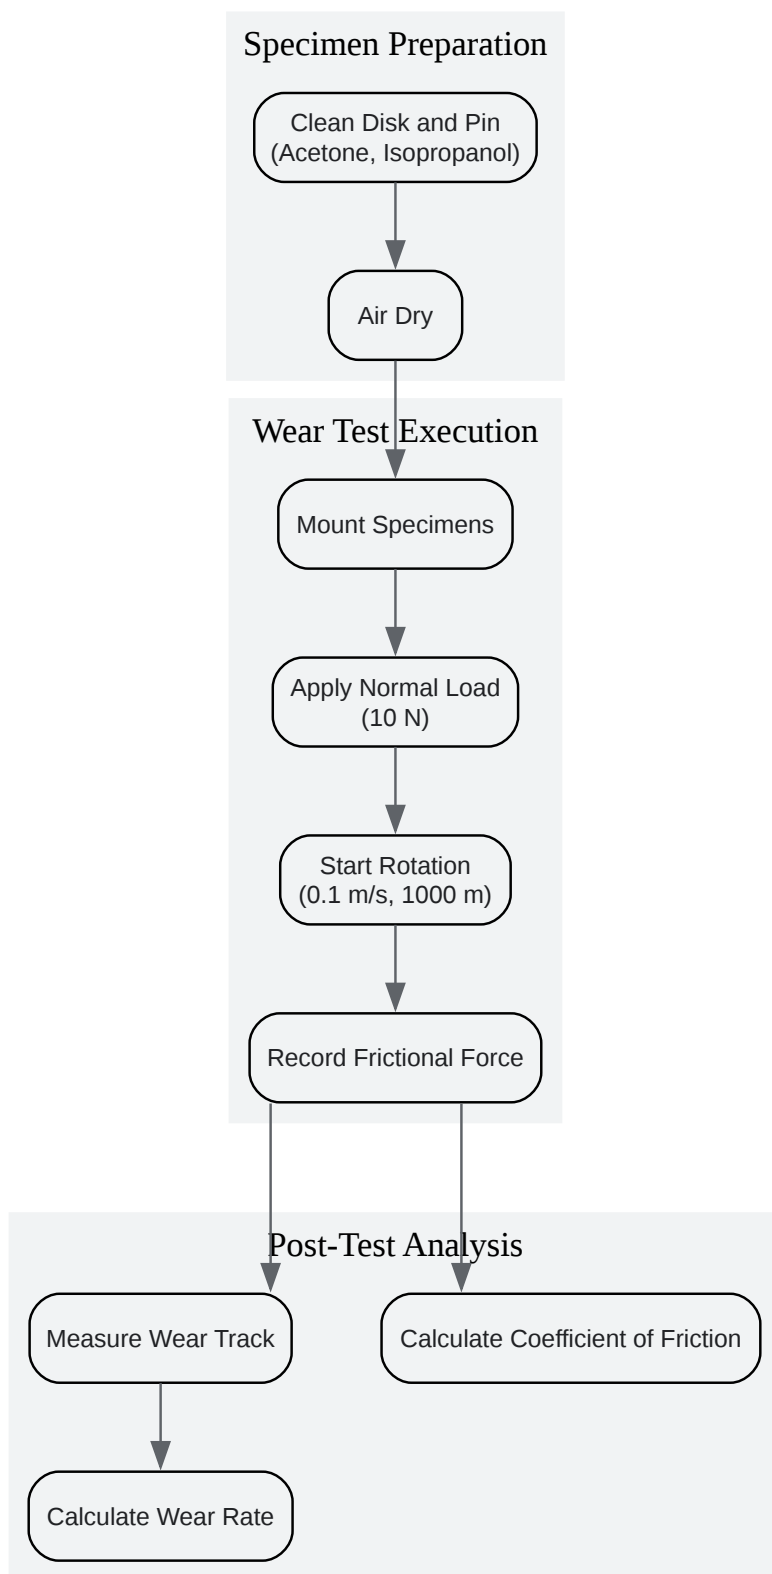 Specimen Preparation
Clean Disk and Pin
(Acetone, Isopropanol)
Air Dry
Wear Test Execution
Mount Specimens
Apply Normal Load
(10 N)
Start Rotation
(0.1 m/s, 1000 m)
Record Frictional Force
Post-Test Analysis
Measure Wear Track
Calculate Coefficient of Friction
Calculate Wear Rate